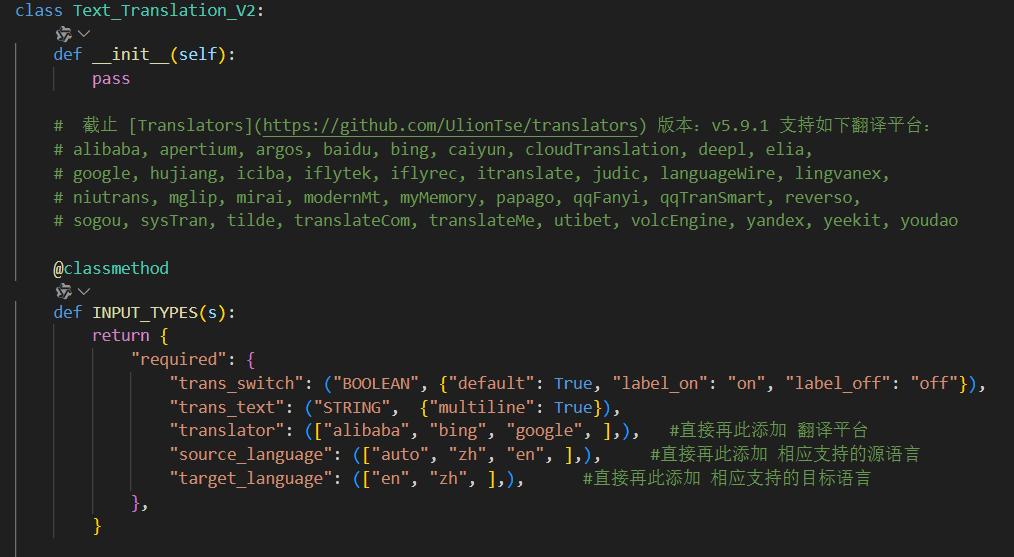 class Text_Translation_V2:
def __init__(self):
pass
#  截止 [Translators](https://github.com/UlionTse/translators) 版本：v5.9.1 支持如下翻译平台：
# alibaba, apertium, argos, baidu, bing, caiyun, cloudTranslation, deepl, elia,
# google, hujiang, iciba, iflytek, iflyrec, itranslate, judic, languageWire, lingvanex,
# niutrans, mglip, mirai, modernMt, myMemory, papago, qqFanyi, qqTranSmart, reverso,
# sogou, sysTran, tilde, translateCom, translateMe, utibet, volcEngine, yandex, yeekit, youdao
@classmethod
def INPUT_TYPES(s):
return {
"required": {
"trans_switch": ("BOOLEAN", {"default": True, "label_on": "on", "label_off": "off"}),
"trans_text": ("STRING",  {"multiline": True}),
"translator": (["alibaba", "bing", "google", ],),   #直接再此添加 翻译平台
"source_language": (["auto", "zh", "en", ],),     #直接再此添加 相应支持的源语言
"target_language": (["en", "zh", ],),      #直接再此添加 相应支持的目标语言
},
}